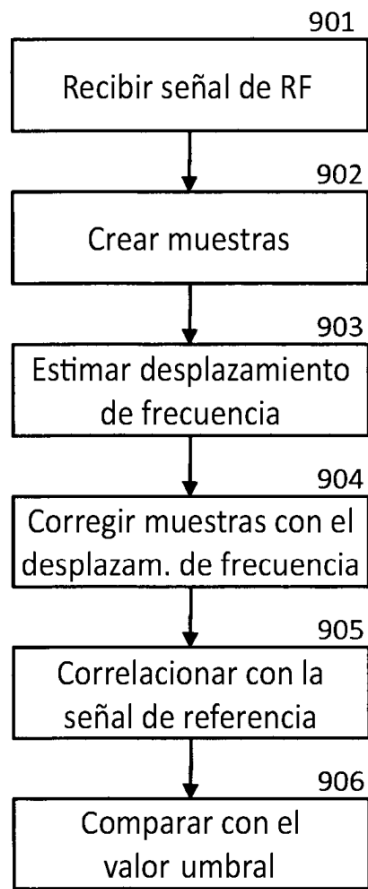 901
Recibir señal de RF
902
Crear muestras
903
Estimar desplazamiento
de frecuencia
904
Corregir muestras con el
desplazam. de frecuencia
905
Correlacionar con la
señal de referencia
906
Comparar con el
valor umbral